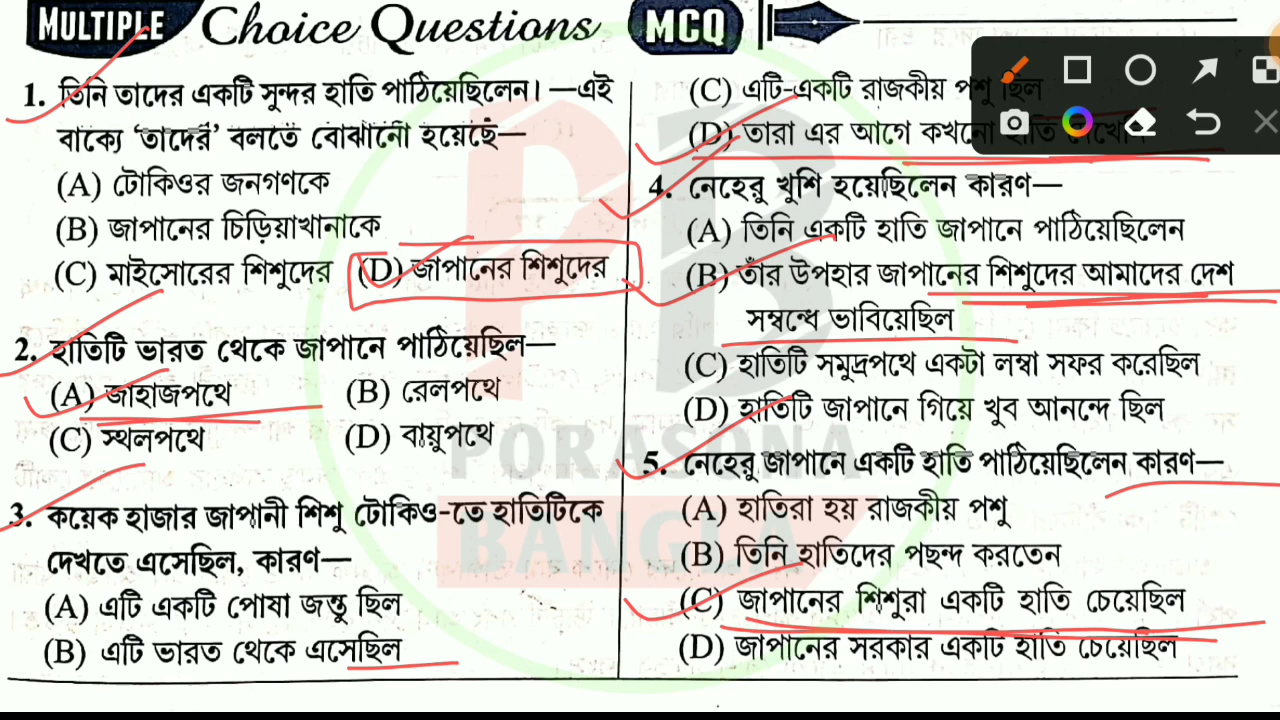 MULTIPLE Choice Questions MCQ
1. তিনি তাদের একটি সুন্দর হাতি পাঠিয়েছিলেন। —এই
বাক্যে ‘তাদের’ বলতে বোঝানো হয়েছে—
(A) টোকিওর জনগণকে
(B) জাপানের চিড়িয়াখানাকে
(C) মাইসোরের শিশুদের (D) জাপানের শিশুদের
2. হাতিটি ভারত থেকে জাপানে পাঠিয়েছিল—
(A) জাহাজপথে (B) রেলপথে
(C) স্থলপথে (D) বায়ুপথে
3. কয়েক হাজার জাপানী শিশু টোকিও-তে হাতিটিকে
দেখতে এসেছিল, কারণ—
(A) এটি একটি পোষা জন্তু ছিল
(B) এটি ভারত থেকে এসেছিল
(C) এটি-একটি রাজকীয় পশু ছিল
(D) তারা এর আগে কখনো হাতি
4. নেহেরু খুশি হয়েছিলেন কারণ—
(A) তিনি একটি হাতি জাপানে পাঠিয়েছিলেন
(B) তাঁর উপহার জাপানের শিশুদের আমাদের দেশ
সম্বন্ধে ভাবিয়েছিল
(C) হাতিটি সমুদ্রপথে একটা লম্বা সফর করেছিল
(D) হাতিটি জাপানে গিয়ে খুব আনন্দে ছিল
5. নেহেরু জাপানে একটি হাতি পাঠিয়েছিলেন কারণ—
(A) হাতিরা হয় রাজকীয় পশু
(B) তিনি হাতিদের পছন্দ করতেন
(C) জাপানের শিশুরা একটি হাতি চেয়েছিল
(D) জাপানের সরকার একটি হাতি চেয়েছিল
PB
PORASONA
BANGLA